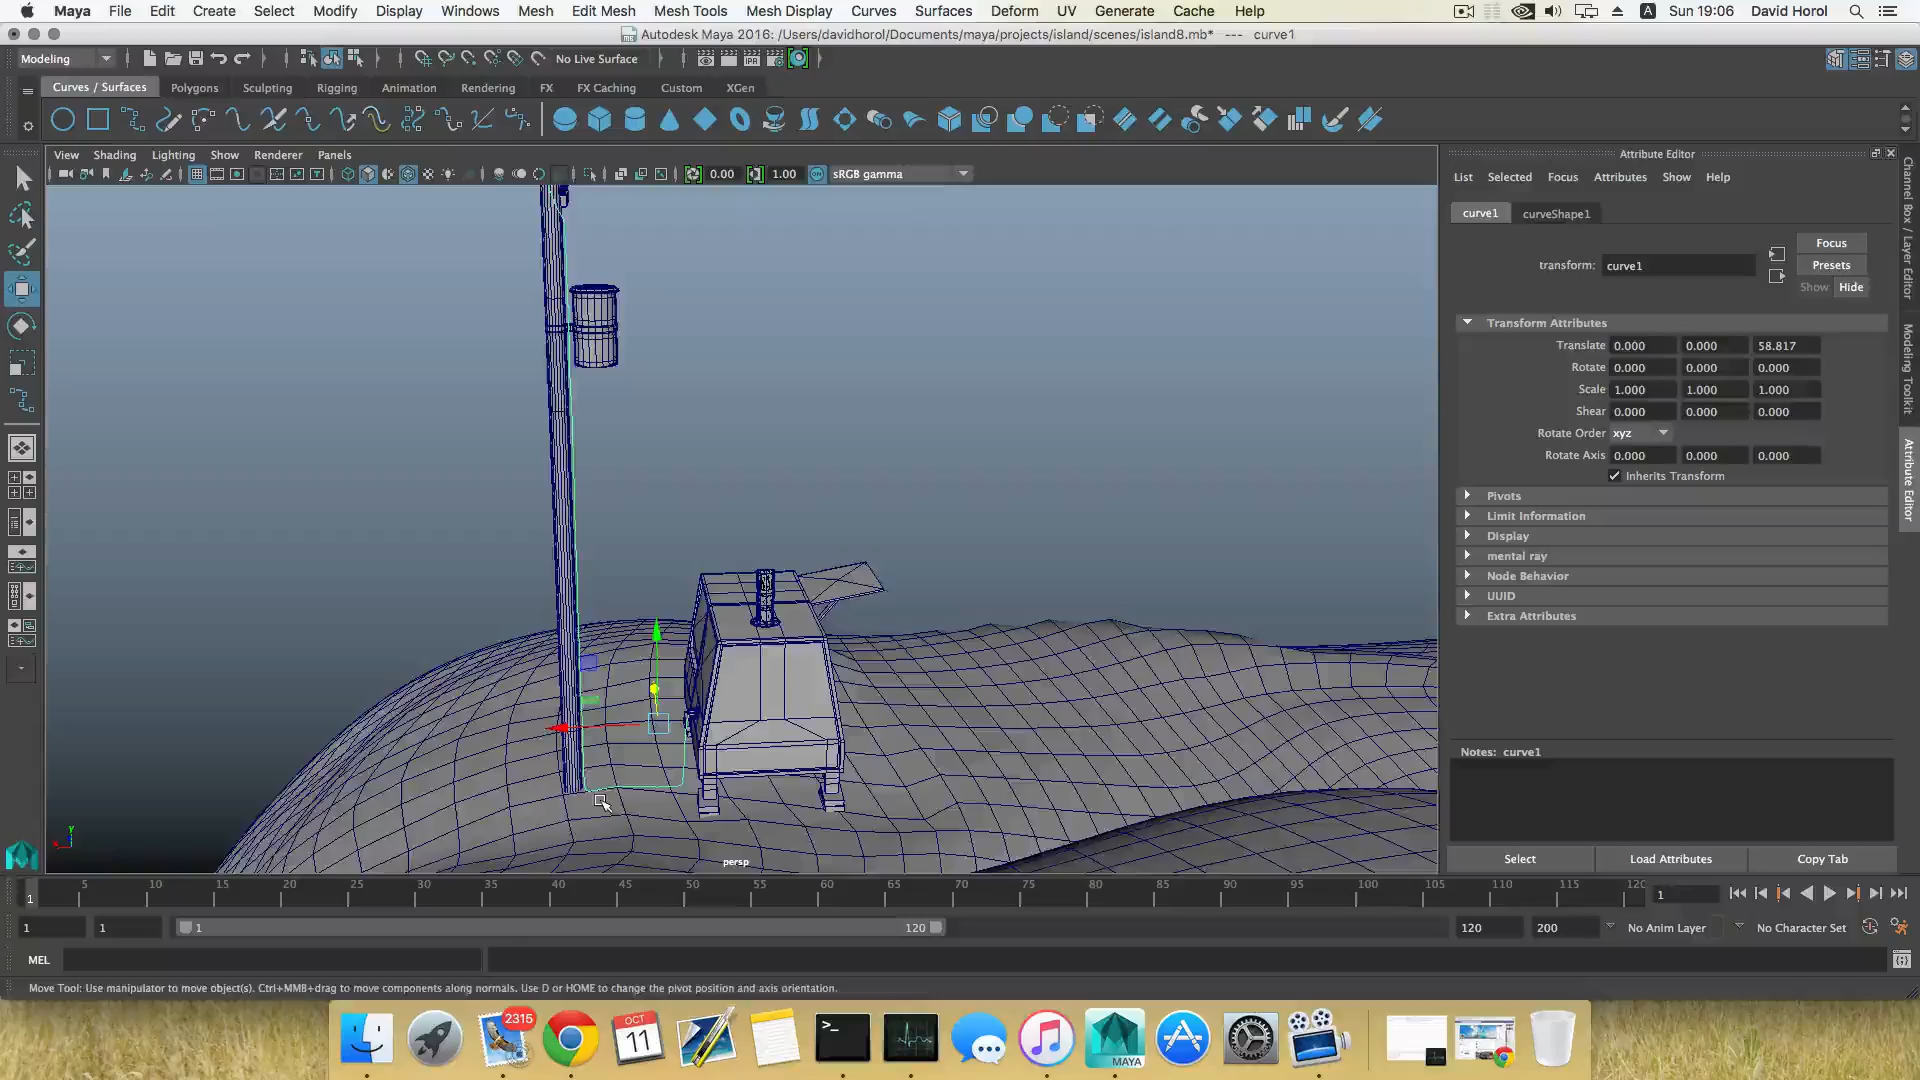 Maya File Edit Create Select Modify Display Windows Mesh Edit Mesh Mesh Tools Mesh Display Curves Surfaces Deform UV Generate Cache Help A Sun 19:06 David Horol
Autodesk Maya 2016: /Users/davidhorol/Documents/maya/projects/island/scenes/island8.mb* --- curve1
Modeling No Live Surface
Curves / Surfaces Polygons Sculpting Rigging Animation Rendering FX FX Caching Custom XGen
View Shading Lighting Show Renderer Panels
0.00 1.00 sRGB gamma
persp
Attribute Editor
List Selected Focus Attributes Show Help
curve1 curveShape1
transform: curve1
Focus
Presets
Show Hide
Transform Attributes
Translate 0.000 0.000 58.817
Rotate 0.000 0.000 0.000
Scale 1.000 1.000 1.000
Shear 0.000 0.000 0.000
Rotate Order xyz
Rotate Axis 0.000 0.000 0.000
Inherits Transform
Pivots
Limit Information
Display
mental ray
Node Behavior
UUID
Extra Attributes
Notes: curve1
Select Load Attributes Copy Tab
Channel Box / Layer Editor
Modeling Toolkit
Attribute Editor
1 5 10 15 20 25 30 35 40 45 50 55 60 65 70 75 80 85 90 95 100 105 110 115 120 1
1 1 1 120 120 200 No Anim Layer No Character Set
MEL
Move Tool: Use manipulator to move object(s). Ctrl+MMB+drag to move components along normals. Use D or HOME to change the pivot position and axis orientation.
2315
OCT
11
MAYA